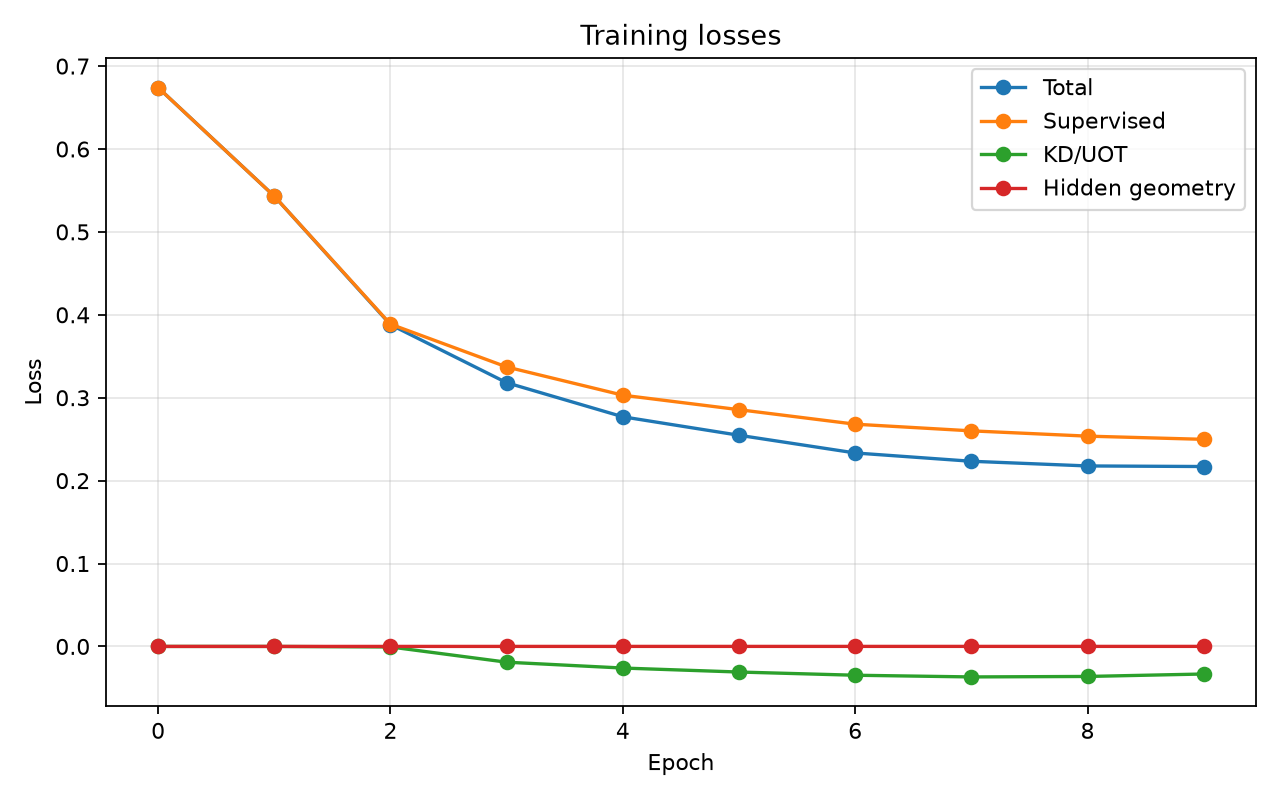 Training losses
Total
Supervised
KD/UOT
Hidden geometry
0.7
0.6
0.5
0.4
0.3
0.2
0.1
0.0
Loss
0 2 4 6 8
Epoch